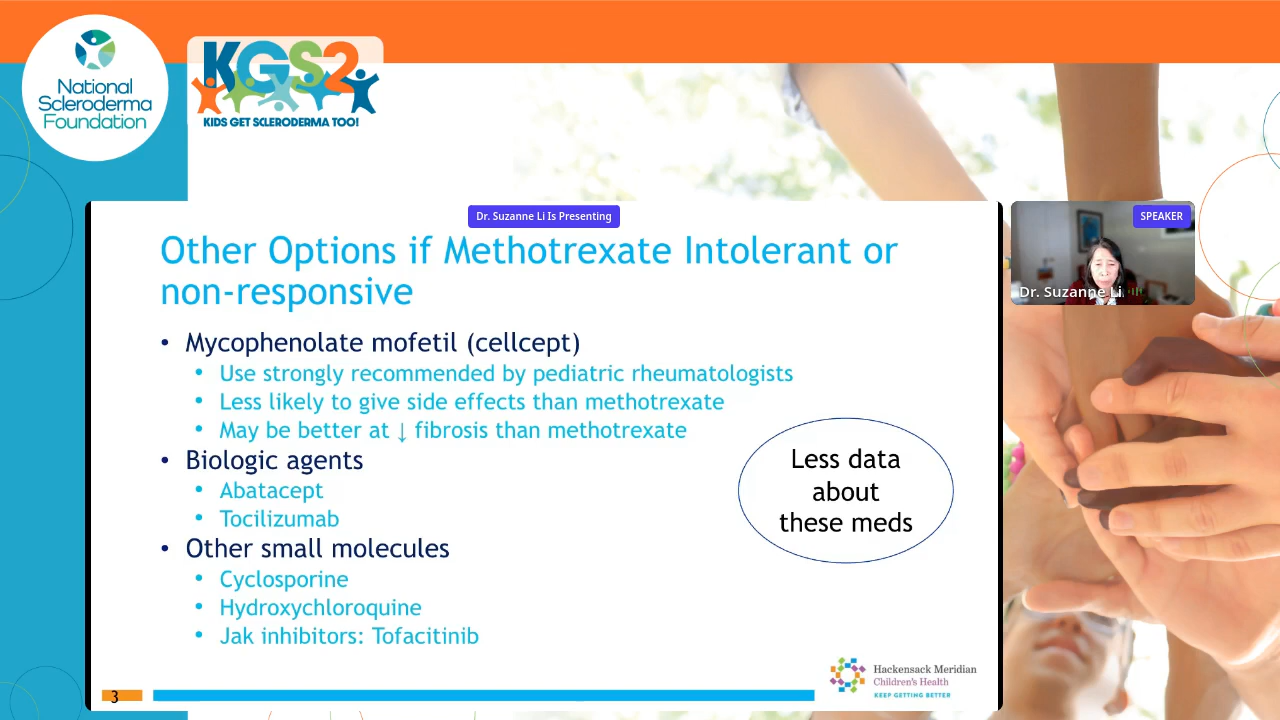 National
Scleroderma
Foundation
KGS2
KIDS GET SCLERODERMA TOO!
Dr. Suzanne Li Is Presenting
SPEAKER
Dr. Suzanne Li
Other Options if Methotrexate Intolerant or
non-responsive
• Mycophenolate mofetil (cellcept)
• Use strongly recommended by pediatric rheumatologists
• Less likely to give side effects than methotrexate
• May be better at ↓ fibrosis than methotrexate
• Biologic agents
• Abatacept
• Tocilizumab
• Other small molecules
• Cyclosporine
• Hydroxychloroquine
• Jak inhibitors: Tofacitinib
Less data
about
these meds
Hackensack Meridian
Children's Health
KEEP GETTING BETTER
3